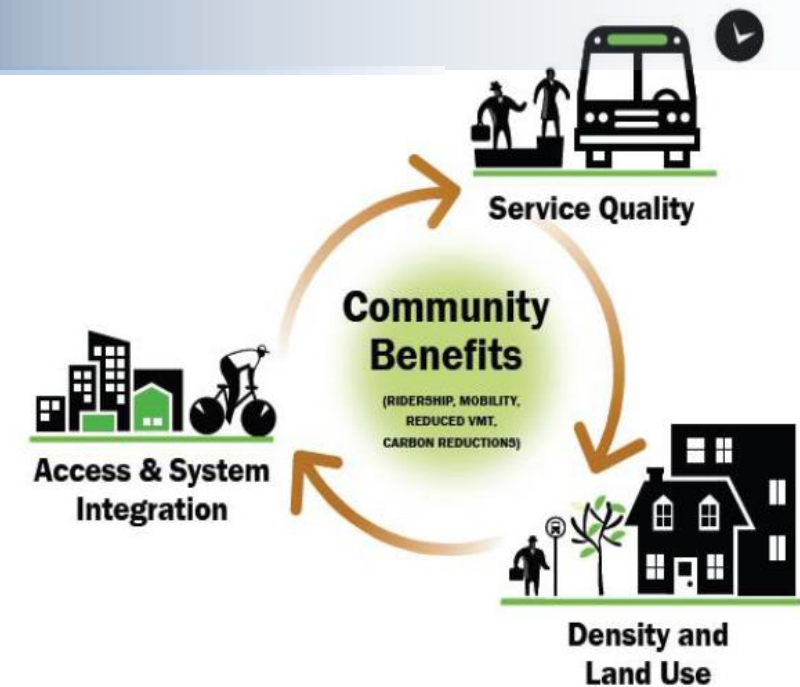 Service Quality
Community
Benefits
(RIDERSHIP, MOBILITY,
REDUCED VMT,
CARBON REDUCTIONS)
Access & System
Integration
Density and
Land Use